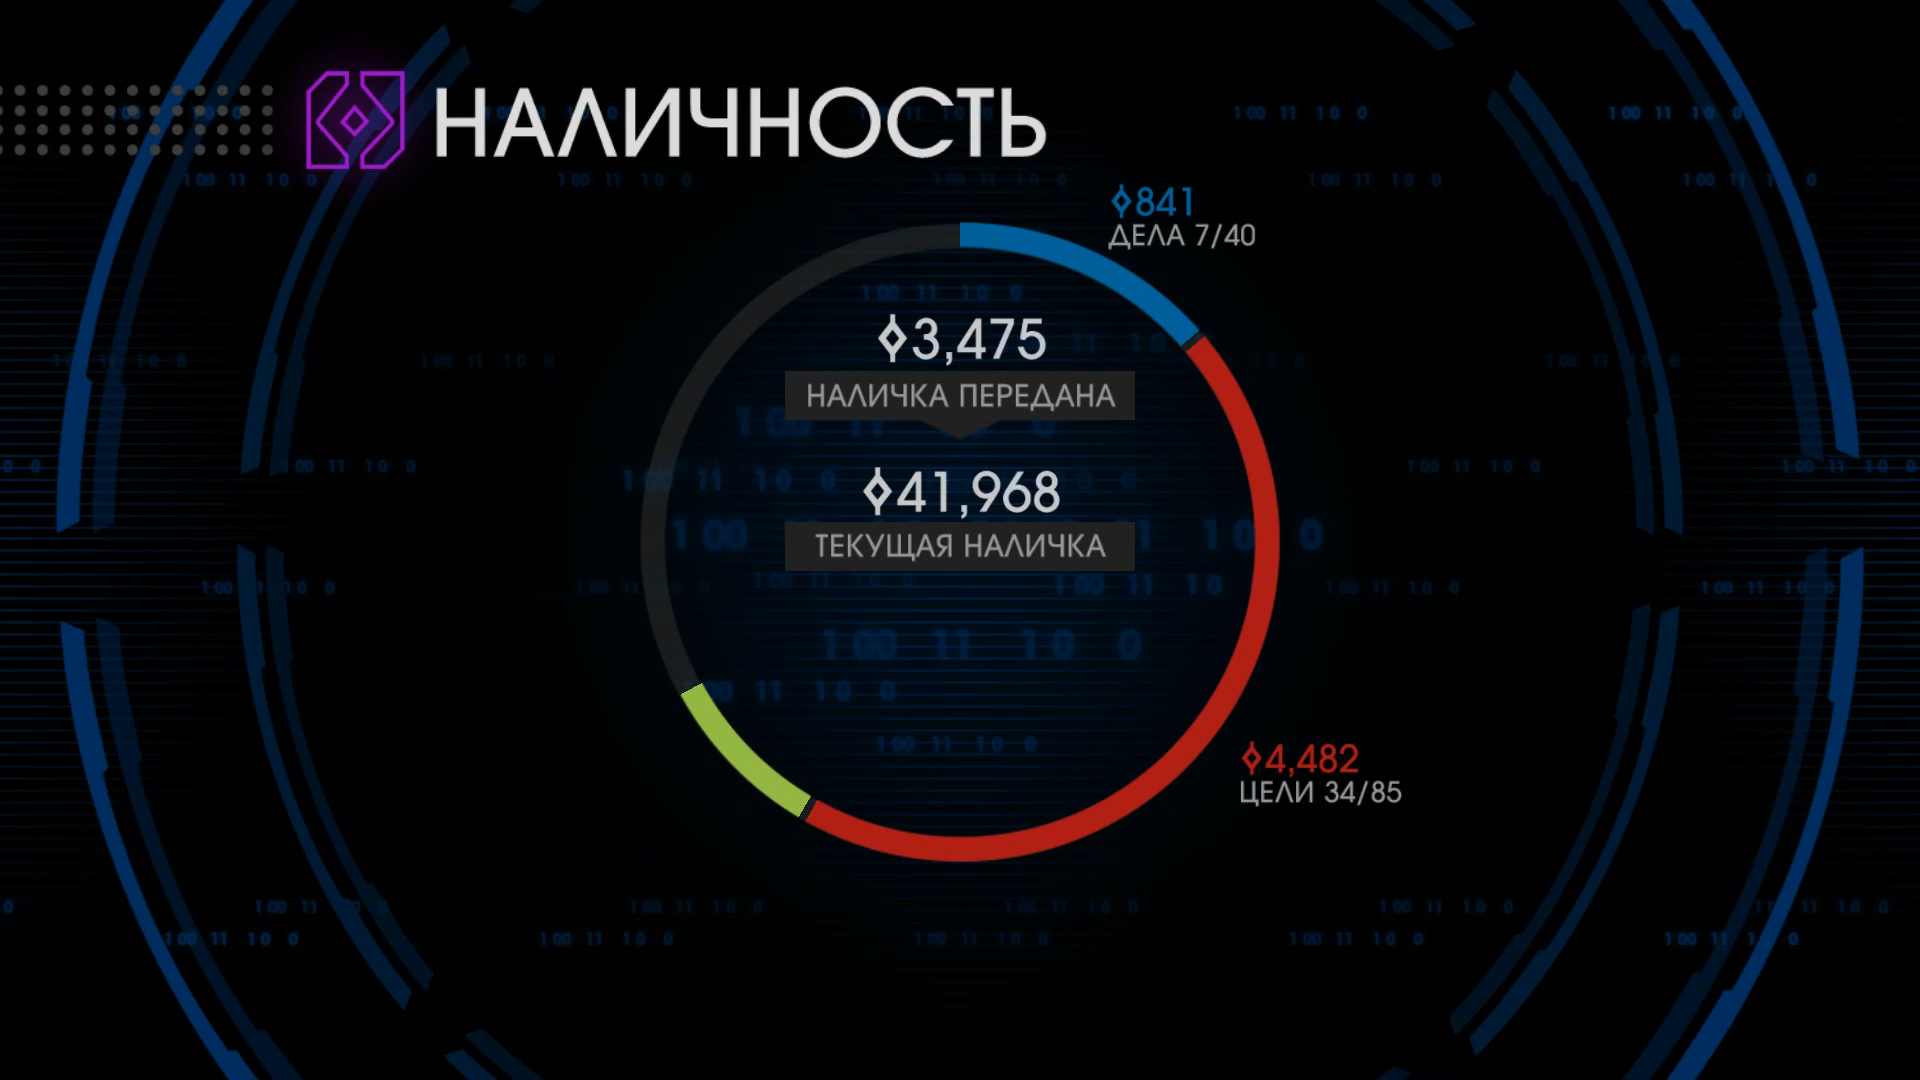 НАЛИЧНОСТЬ
841
ДЕЛА 7/40
3,475
НАЛИЧКА ПЕРЕДАНА
41,968
ТЕКУЩАЯ НАЛИЧКА
4,482
ЦЕЛИ 34/85